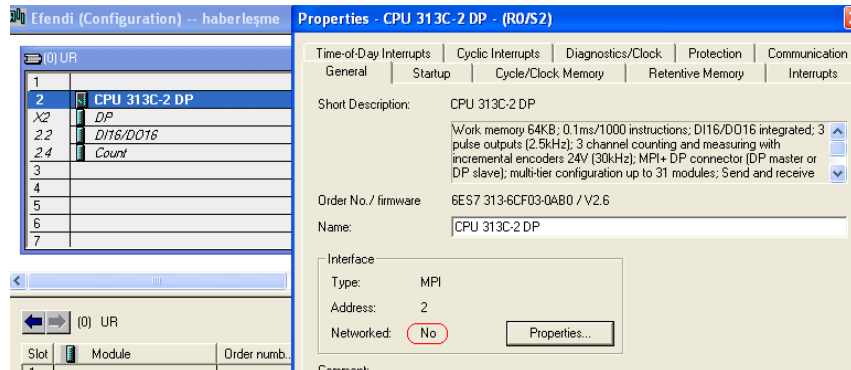 Efendi (Configuration) -- haberleşme
(0) UR
1
2 CPU 313C-2 DP
X2 DP
2.2 DI16/DO16
2.4 Count
3
4
5
6
7
(0) UR
Slot Module Order numb..
Properties - CPU 313C-2 DP - (R0/S2)
Time-of-Day Interrupts Cyclic Interrupts Diagnostics/Clock Protection Communication
General Startup Cycle/Clock Memory Retentive Memory Interrupts
Short Description: CPU 313C-2 DP
Work memory 64KB; 0.1ms/1000 instructions; DI16/DO16 integrated; 3
pulse outputs (2.5kHz); 3 channel counting and measuring with
incremental encoders 24V (30kHz); MPI+ DP connector (DP master or
DP slave); multi-tier configuration up to 31 modules; Send and receive
Order No./ firmware 6ES7 313-6CF03-0AB0 / V2.6
Name: CPU 313C-2 DP
Interface
Type: MPI
Address: 2
Networked: No Properties...